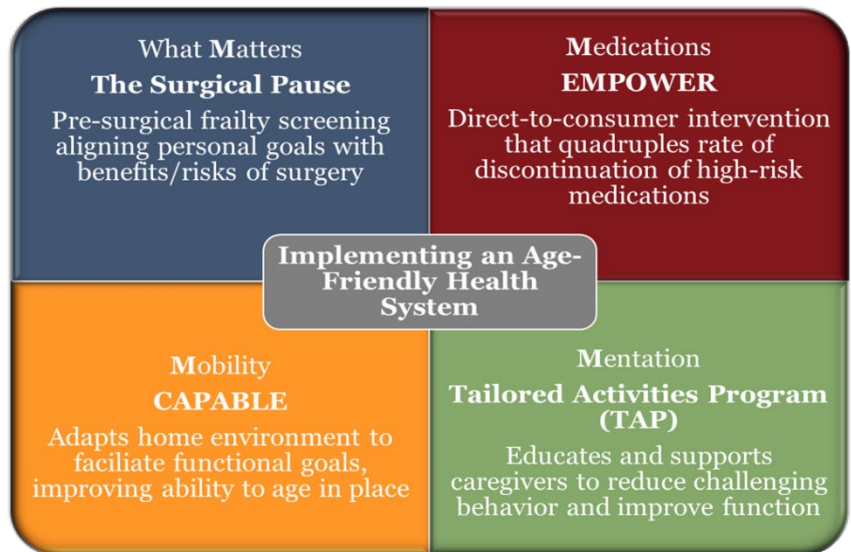 What Matters
The Surgical Pause
Pre-surgical frailty screening
aligning personal goals with
benefits/risks of surgery
Medications
EMPOWER
Direct-to-consumer intervention
that quadruples rate of
discontinuation of high-risk
medications
Implementing an Age-
Friendly Health
System
Mobility
CAPABLE
Adapts home environment to
faciliate functional goals,
improving ability to age in place
Mentation
Tailored Activities Program
(TAP)
Educates and supports
caregivers to reduce challenging
behavior and improve function